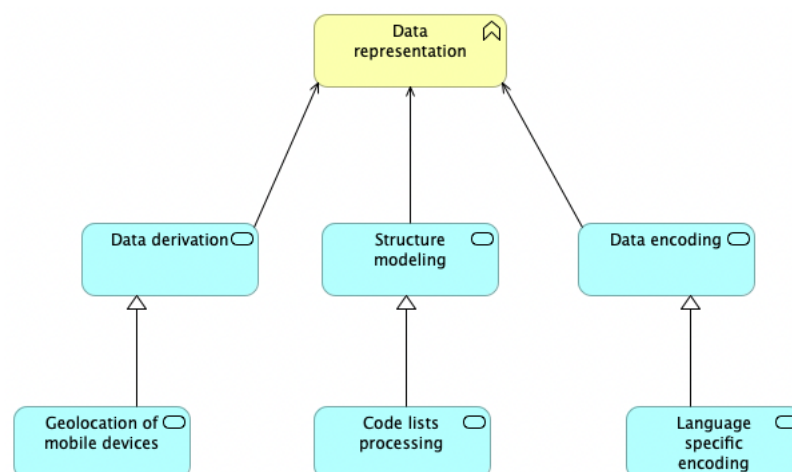 Data
representation
Data derivation
Structure
modeling
Data encoding
Geolocation of
mobile devices
Code lists
processing
Language
specific
encoding